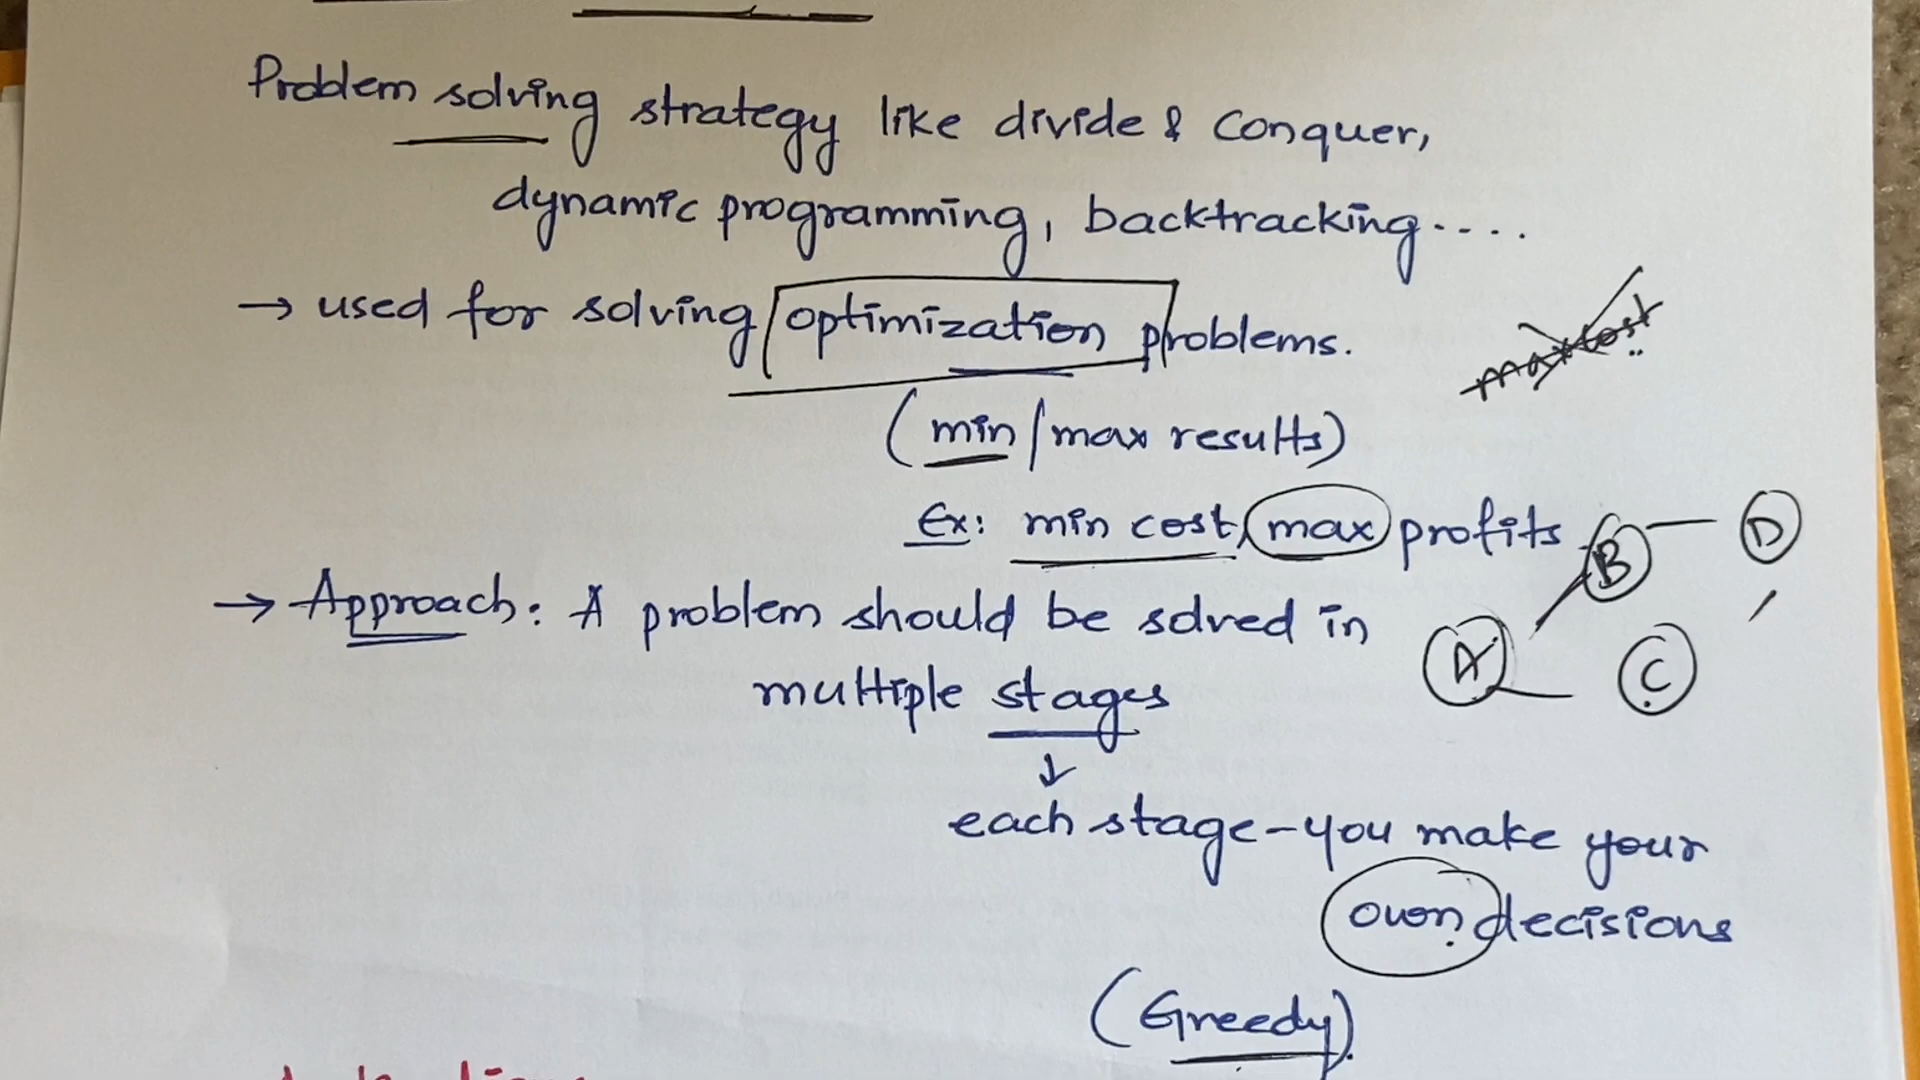 Problem solving strategy like divide & conquer,
dynamic programming, backtracking....
→ used for solving optimization problems.
max cost
(min/max results)
Ex: min cost, max profits
B D
→ Approach: A problem should be solved in
A C
multiple stages
↓
each stage-you make your
own decisions
(Greedy).